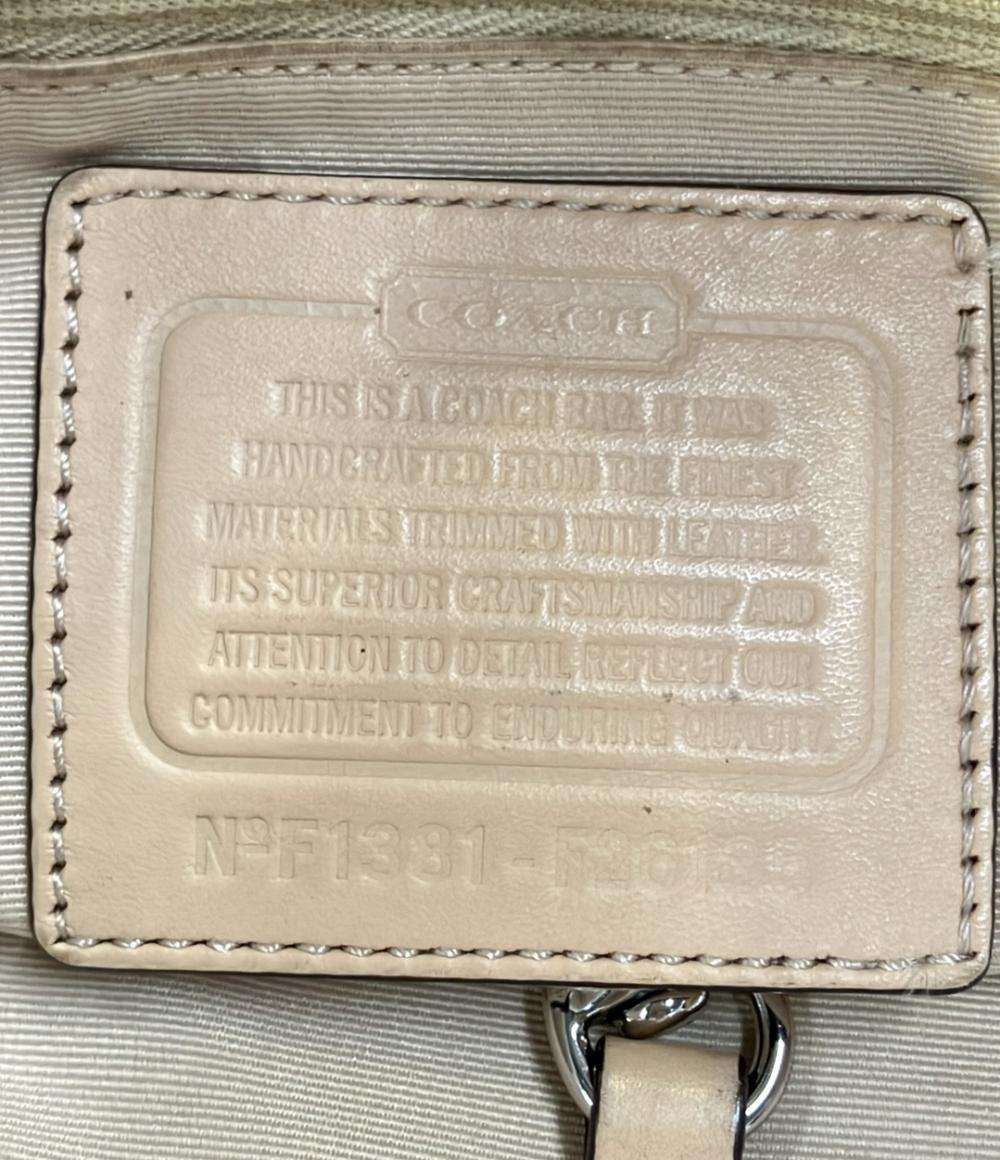 COACH
THIS IS A COACH BAG. IT WAS
HANDCRAFTED FROM THE FINEST
MATERIALS TRIMMED WITH LEATHER.
ITS SUPERIOR CRAFTSMANSHIP AND
ATTENTION TO DETAIL REFLECT OUR
COMMITMENT TO ENDURING QUALITY.
Nº F1381 -